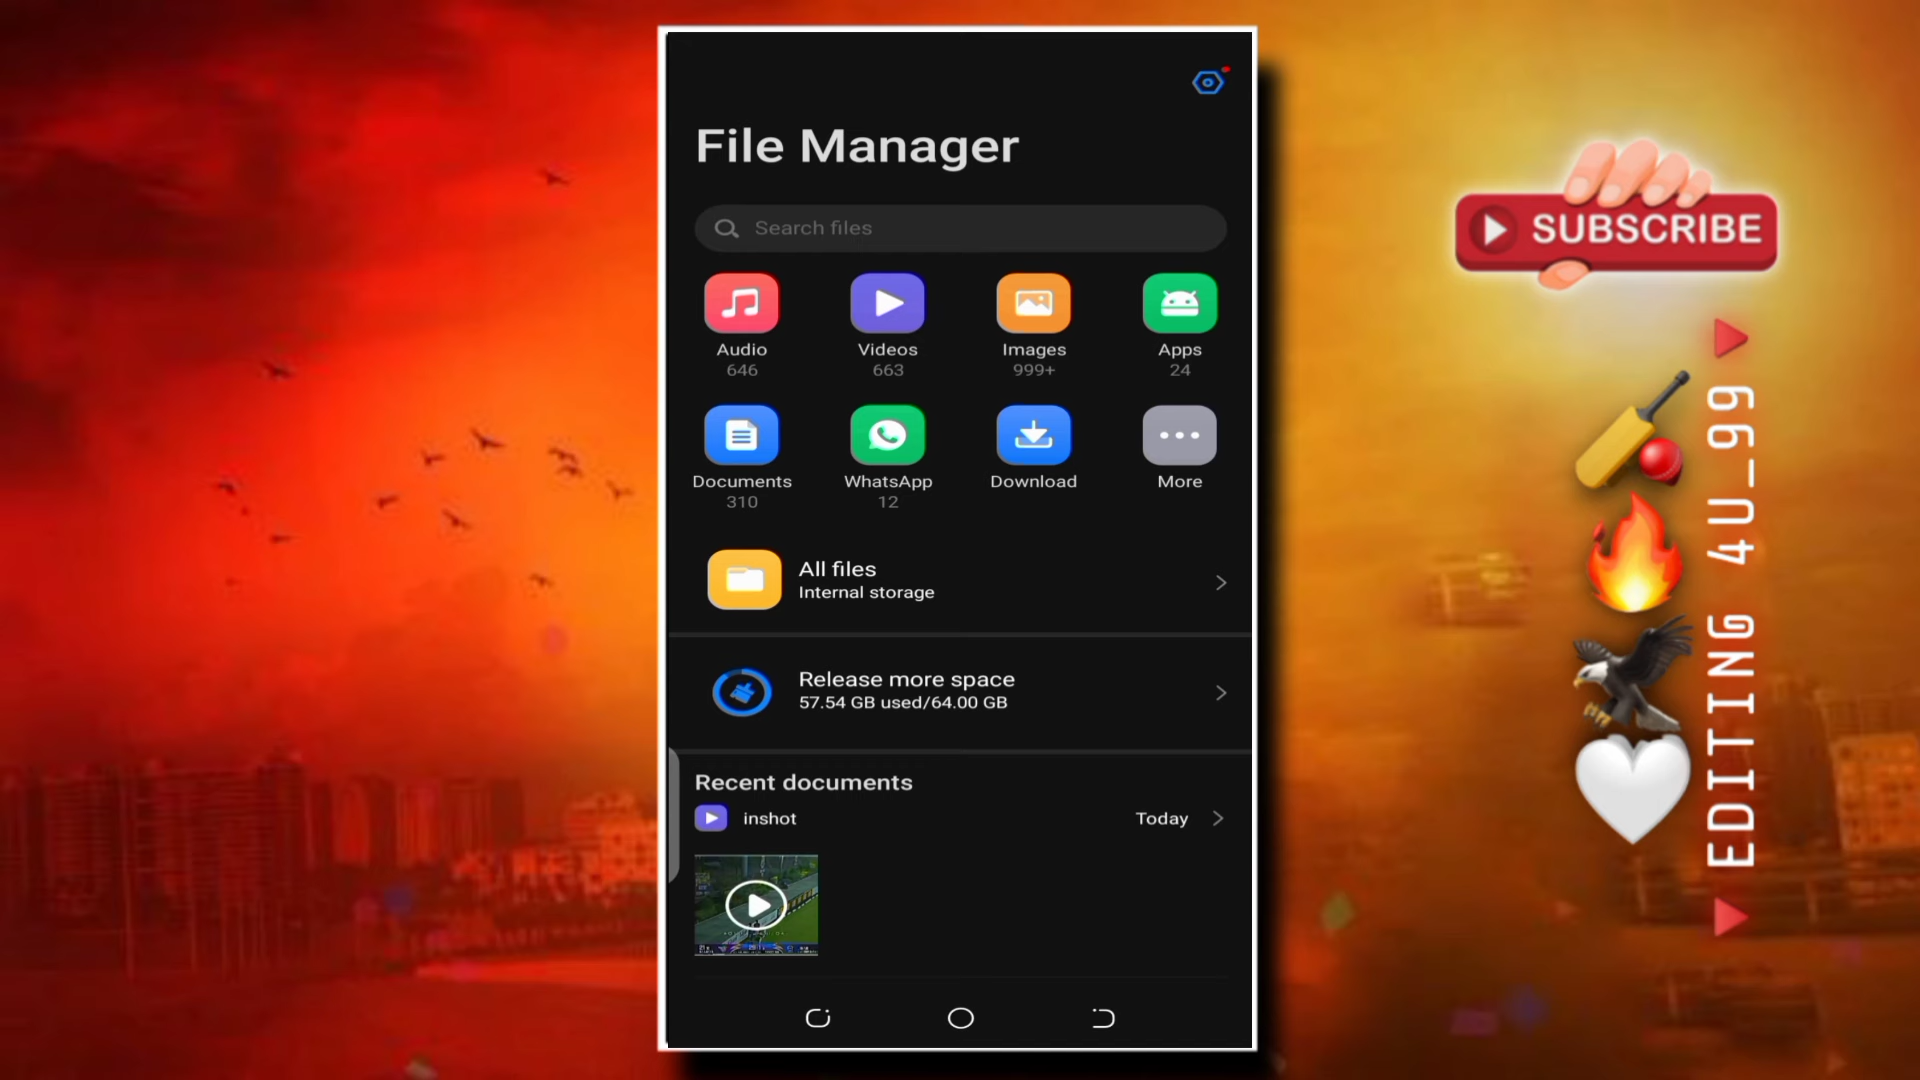 File Manager
Search files
Audio
646
Videos
663
Images
999+
Apps
24
Documents
310
WhatsApp
12
Download
More
All files
Internal storage
Release more space
57.54 GB used/64.00 GB
Recent documents
inshot
Today
SUBSCRIBE
EDITING 4U_99